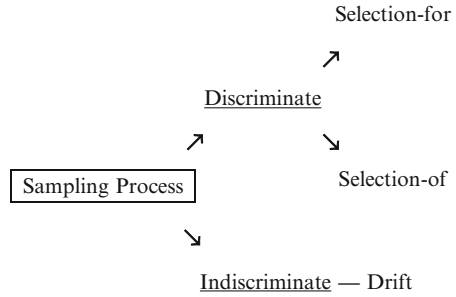 Selection-for
Discriminate
Sampling Process
Selection-of
Indiscriminate — Drift